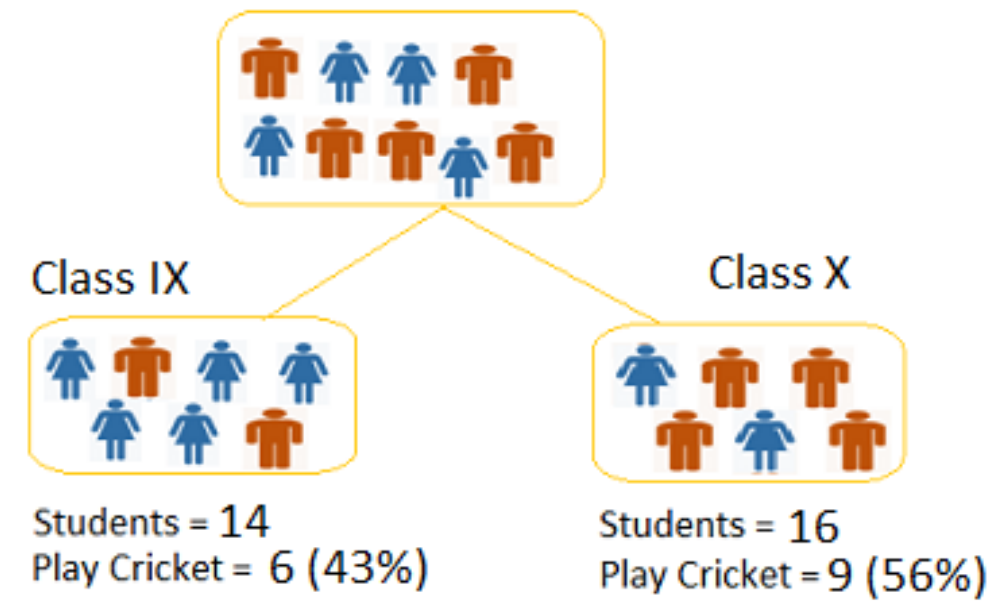 Class IX
Class X
Students = 14
Play Cricket = 6 (43%)
Students = 16
Play Cricket = 9 (56%)